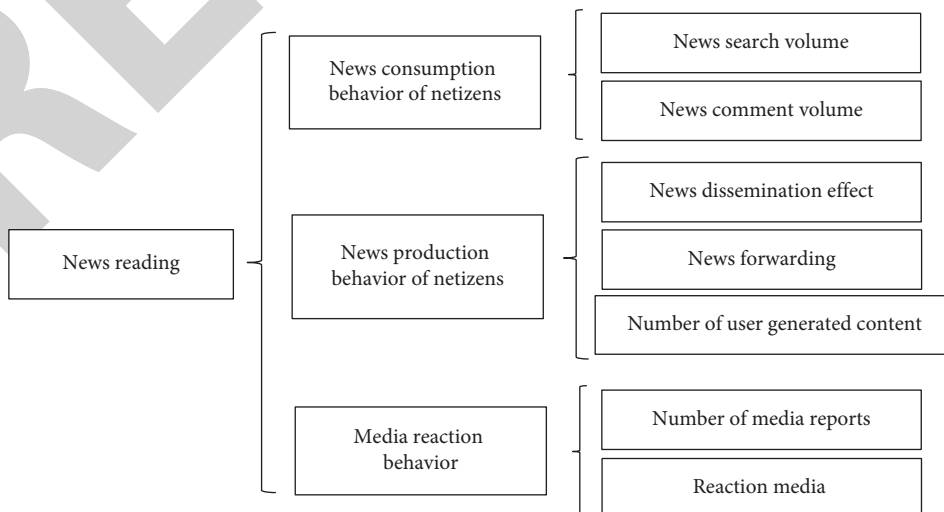 News reading
News consumption
behavior of netizens
News search volume
News comment volume
News production
behavior of netizens
News dissemination effect
News forwarding
Number of user generated content
Media reaction
behavior
Number of media reports
Reaction media